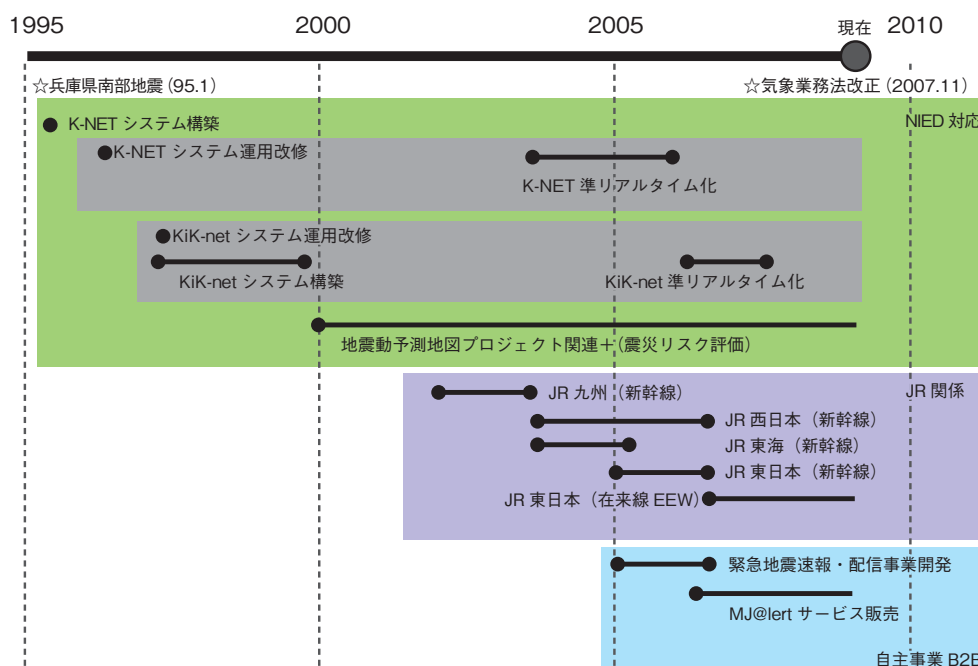 1995
2000
2005
現在
2010
☆兵庫県南部地震(95.1)
☆気象業務法改正(2007.11)
NIED 対応
K-NET システム構築
K-NET システム運用改修
K-NET 準リアルタイム化
KiK-net システム運用改修
KiK-net システム構築
KiK-net 準リアルタイム化
地震動予測地図プロジェクト関連+(震災リスク評価)
JR 関係
JR 九州(新幹線)
JR 西日本(新幹線)
JR 東海(新幹線)
JR 東日本(新幹線)
JR 東日本(在来線 EEW)
緊急地震速報・配信事業開発
MJ@lert サービス販売
自主事業 B2B